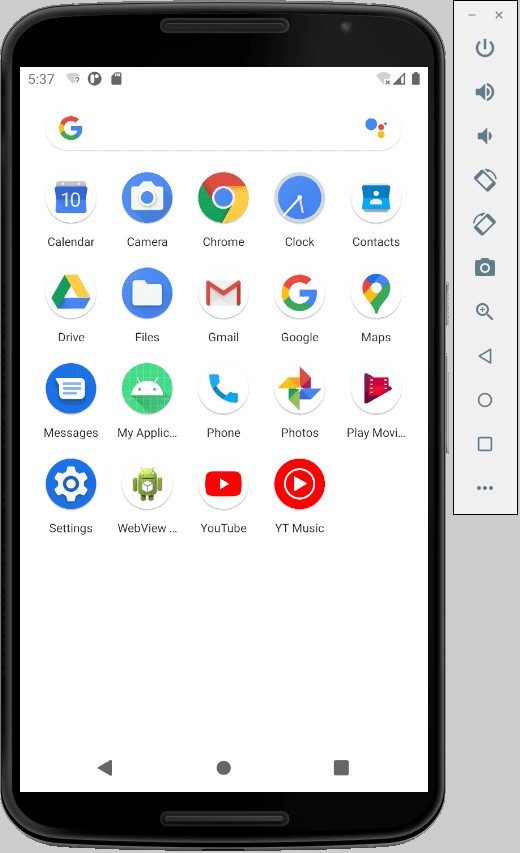 5:37
10
Calendar Camera Chrome Clock Contacts
Drive Files Gmail Google Maps
Messages My Applic... Phone Photos Play Movi...
Settings WebView ... YouTube YT Music